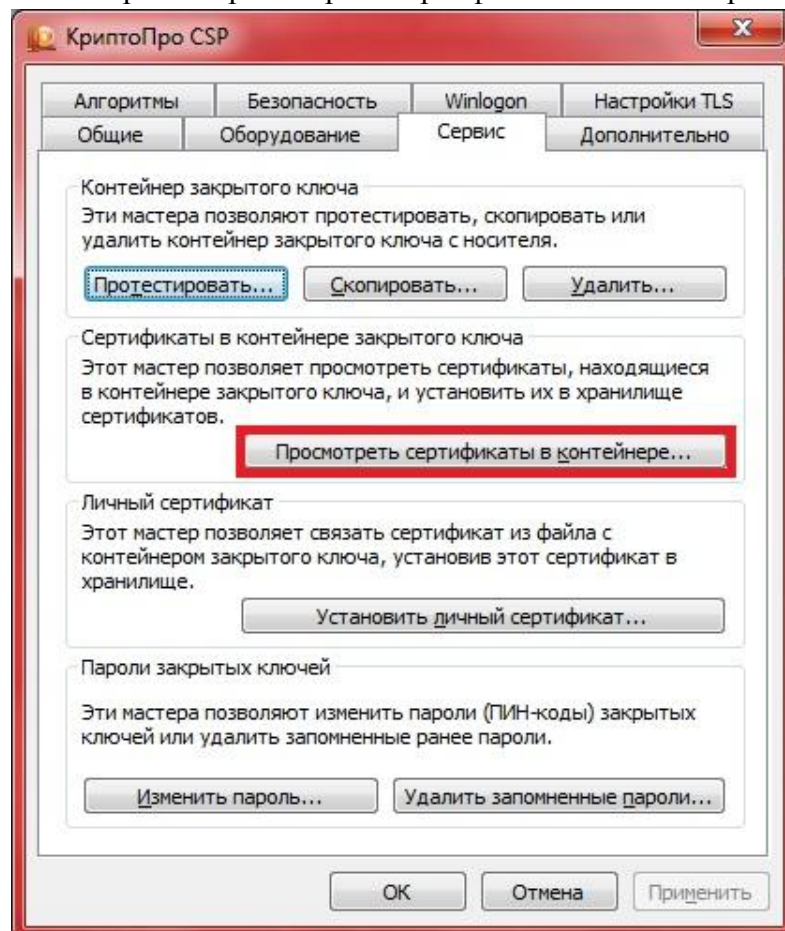 КриптоПро CSP
Алгоритмы Безопасность Winlogon Настройки TLS
Общие Оборудование Сервис Дополнительно
Контейнер закрытого ключа
Эти мастера позволяют протестировать, скопировать или
удалить контейнер закрытого ключа с носителя.
Протестировать... Скопировать... Удалить...
Сертификаты в контейнере закрытого ключа
Этот мастер позволяет просмотреть сертификаты, находящиеся
в контейнере закрытого ключа, и установить их в хранилище
сертификатов.
Просмотреть сертификаты в контейнере...
Личный сертификат
Этот мастер позволяет связать сертификат из файла с
контейнером закрытого ключа, установив этот сертификат в
хранилище.
Установить личный сертификат...
Пароли закрытых ключей
Эти мастера позволяют изменить пароли (ПИН-коды) закрытых
ключей или удалить запомненные ранее пароли.
Изменить пароль... Удалить запомненные пароли...
ОК Отмена Применить